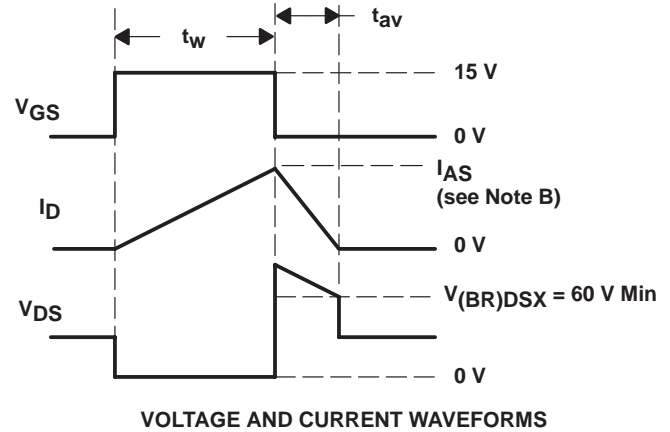 tw
tav
15 V
VGS
0 V
IAS
(see Note B)
ID
0 V
V(BR)DSX = 60 V Min
VDS
0 V
VOLTAGE AND CURRENT WAVEFORMS